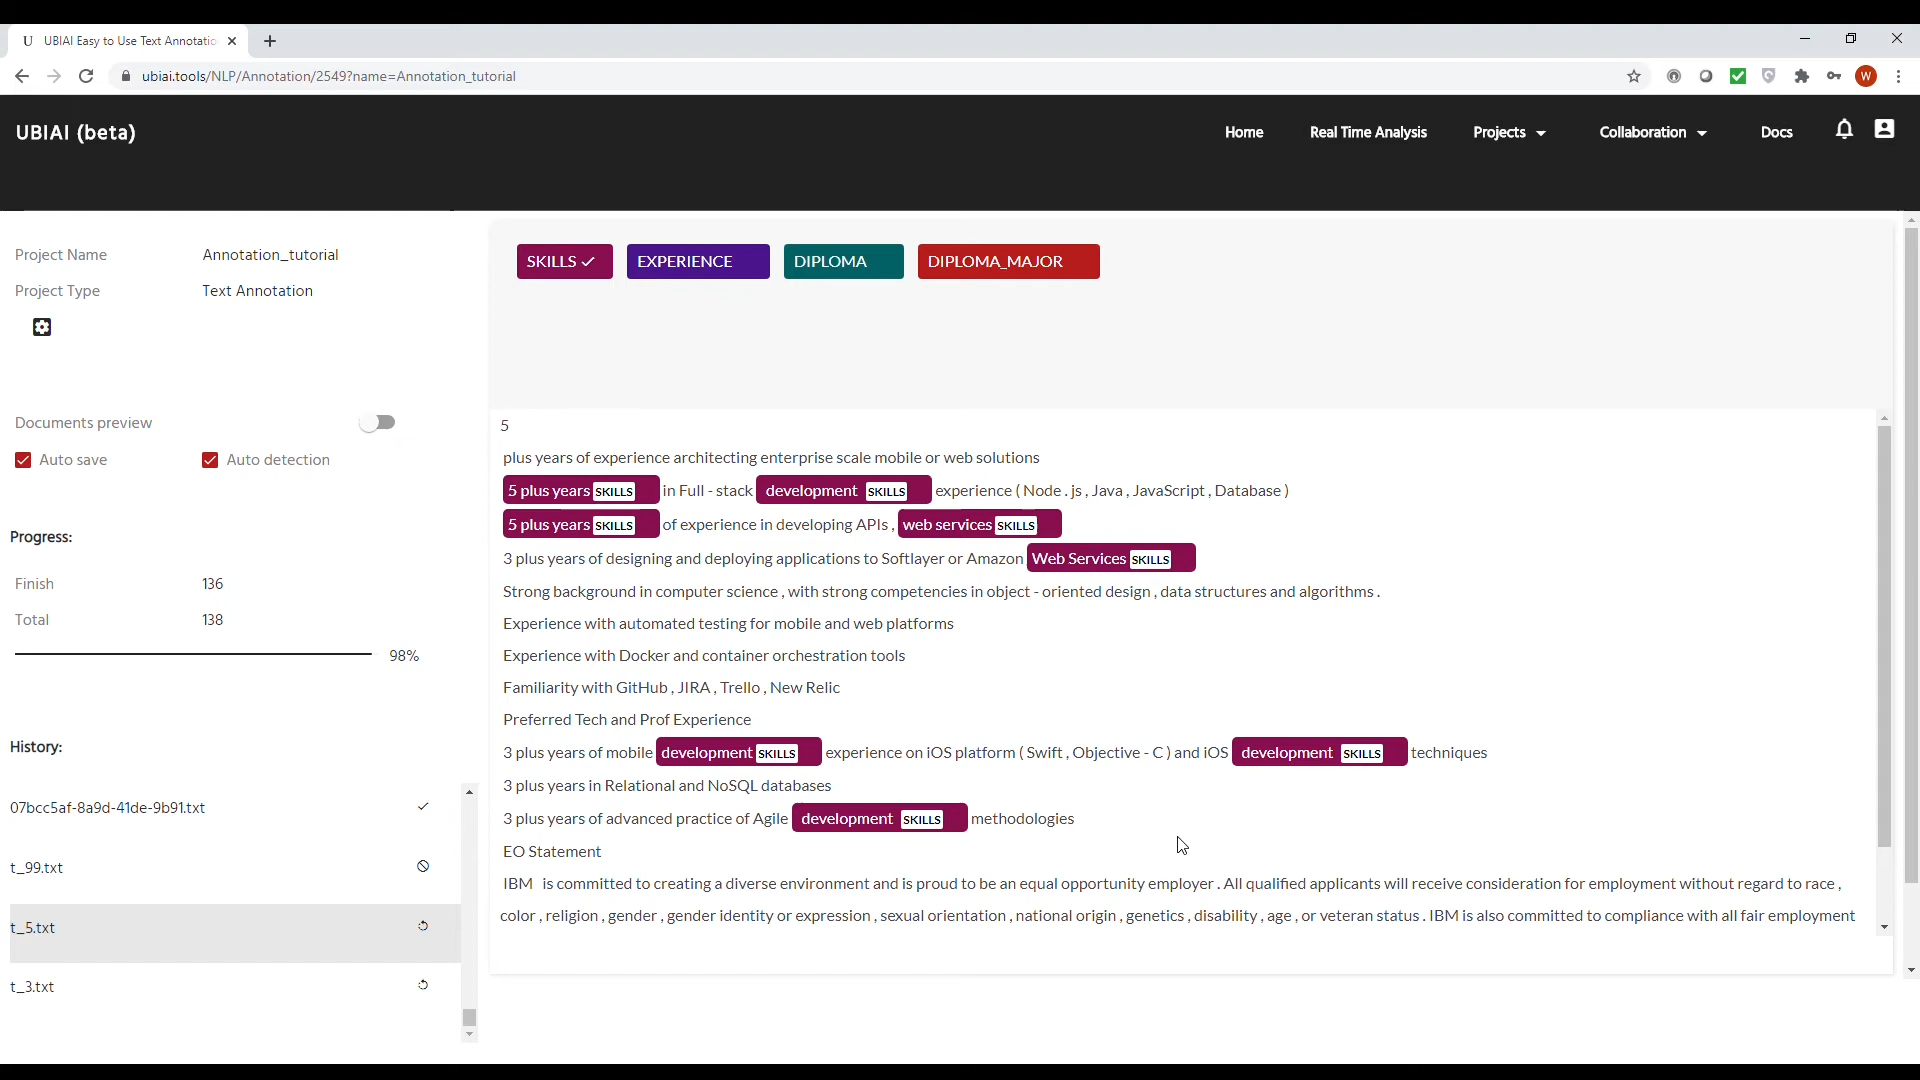 U UBIAI Easy to Use Text Annotatio
ubiai.tools/NLP/Annotation/2549?name=Annotation_tutorial
W
UBIAI (beta)
Home Real Time Analysis Projects Collaboration Docs
Project Name Annotation_tutorial
Project Type Text Annotation
Documents preview
Auto save Auto detection
Progress:
Finish 136
Total 138
98%
History:
07bcc5af-8a9d-41de-9b91.txt
t_99.txt
t_5.txt
t_3.txt
SKILLS EXPERIENCE DIPLOMA DIPLOMA_MAJOR
5
plus years of experience architecting enterprise scale mobile or web solutions
5 plus years SKILLS in Full - stack development SKILLS experience ( Node . js , Java , JavaScript , Database )
5 plus years SKILLS of experience in developing APIs , web services SKILLS
3 plus years of designing and deploying applications to Softlayer or Amazon Web Services SKILLS
Strong background in computer science , with strong competencies in object - oriented design , data structures and algorithms .
Experience with automated testing for mobile and web platforms
Experience with Docker and container orchestration tools
Familiarity with GitHub , JIRA , Trello , New Relic
Preferred Tech and Prof Experience
3 plus years of mobile development SKILLS experience on iOS platform ( Swift , Objective - C ) and iOS development SKILLS techniques
3 plus years in Relational and NoSQL databases
3 plus years of advanced practice of Agile development SKILLS methodologies
EO Statement
IBM is committed to creating a diverse environment and is proud to be an equal opportunity employer . All qualified applicants will receive consideration for employment without regard to race ,
color , religion , gender , gender identity or expression , sexual orientation , national origin , genetics , disability , age , or veteran status . IBM is also committed to compliance with all fair employment